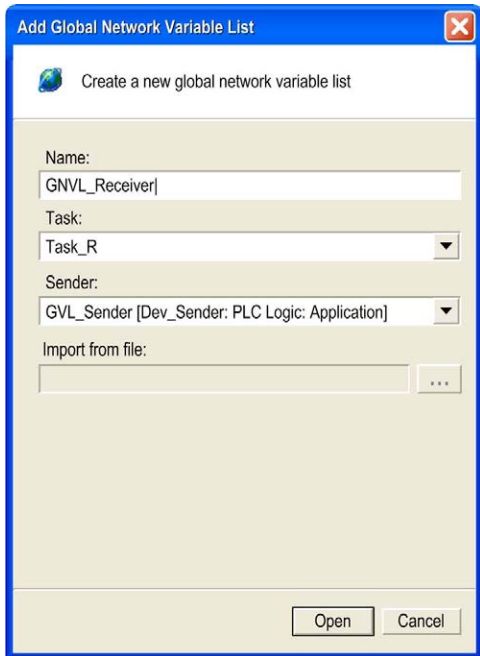 Add Global Network Variable List
Create a new global network variable list
Name:
GNVL_Receiver
Task:
Task_R
Sender:
GVL_Sender [Dev_Sender: PLC Logic: Application]
Import from file:
...
Open Cancel